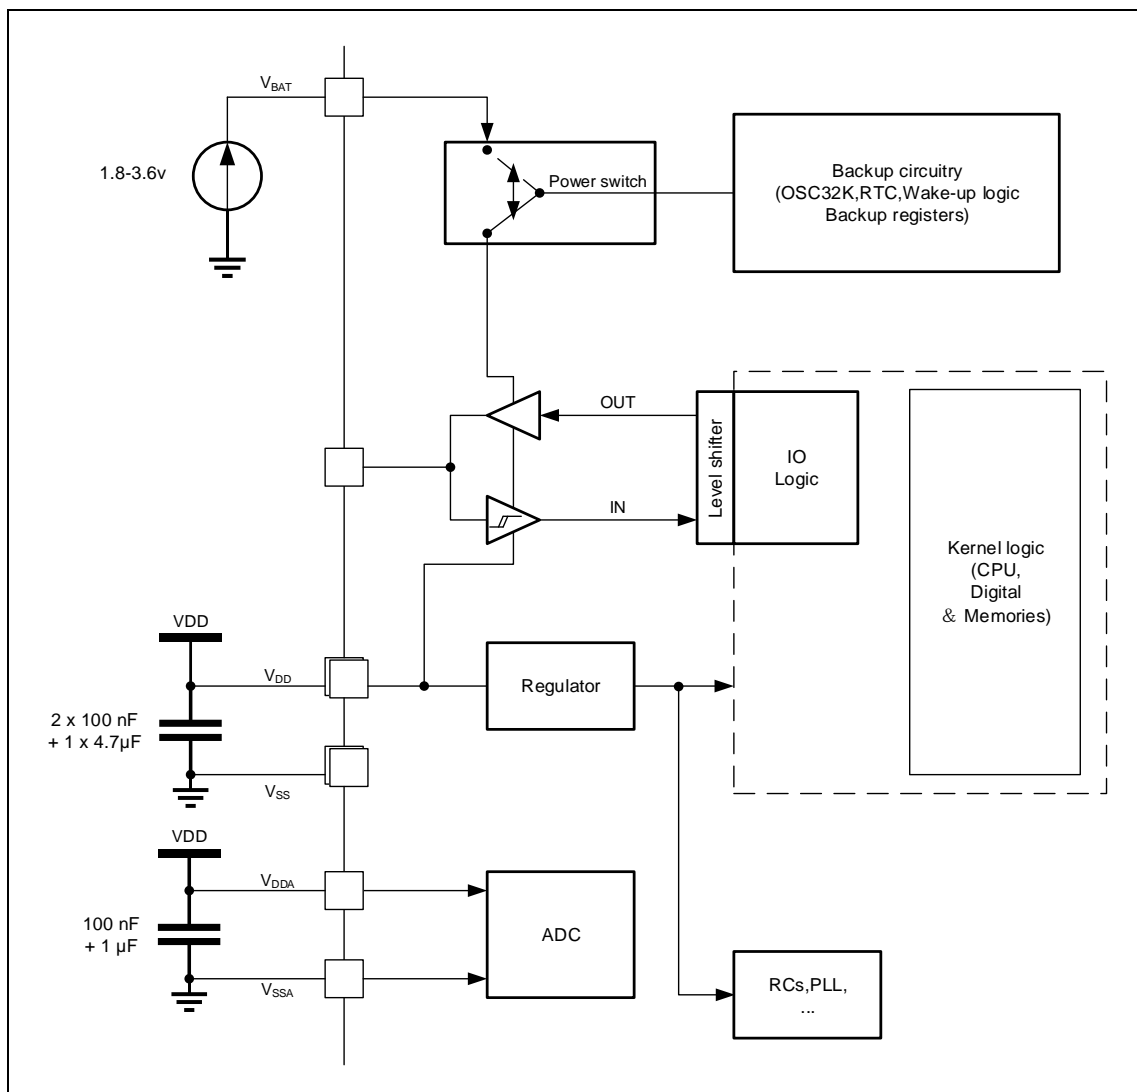 VBAT
1.8-3.6v
Power switch
Backup circuitry
(OSC32K,RTC,Wake-up logic
Backup registers)
OUT
IN
Level shifter
IO
Logic
Kernel logic
(CPU,
Digital
& Memories)
VDD
VDD
2 x 100 nF
+ 1 x 4.7µF
VSS
Regulator
VDD
VDDA
100 nF
+ 1 µF
VSSA
ADC
RCs,PLL,
...